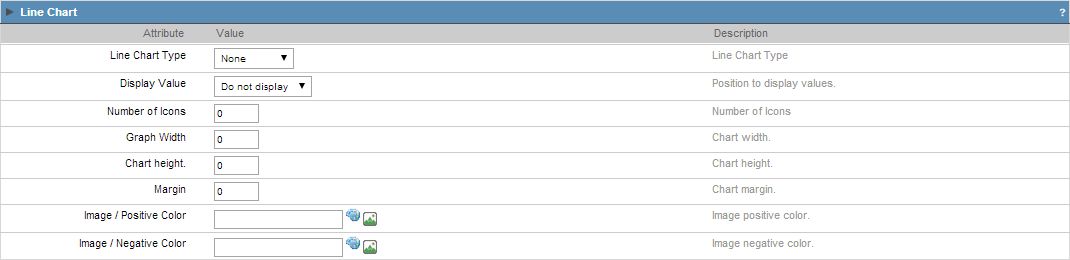 Line Chart ?
Attribute Value Description
Line Chart Type None Line Chart Type
Display Value Do not display Position to display values.
Number of Icons 0 Number of Icons
Graph Width 0 Chart width.
Chart height. 0 Chart height.
Margin 0 Chart margin.
Image / Positive Color Image positive color.
Image / Negative Color Image negative color.